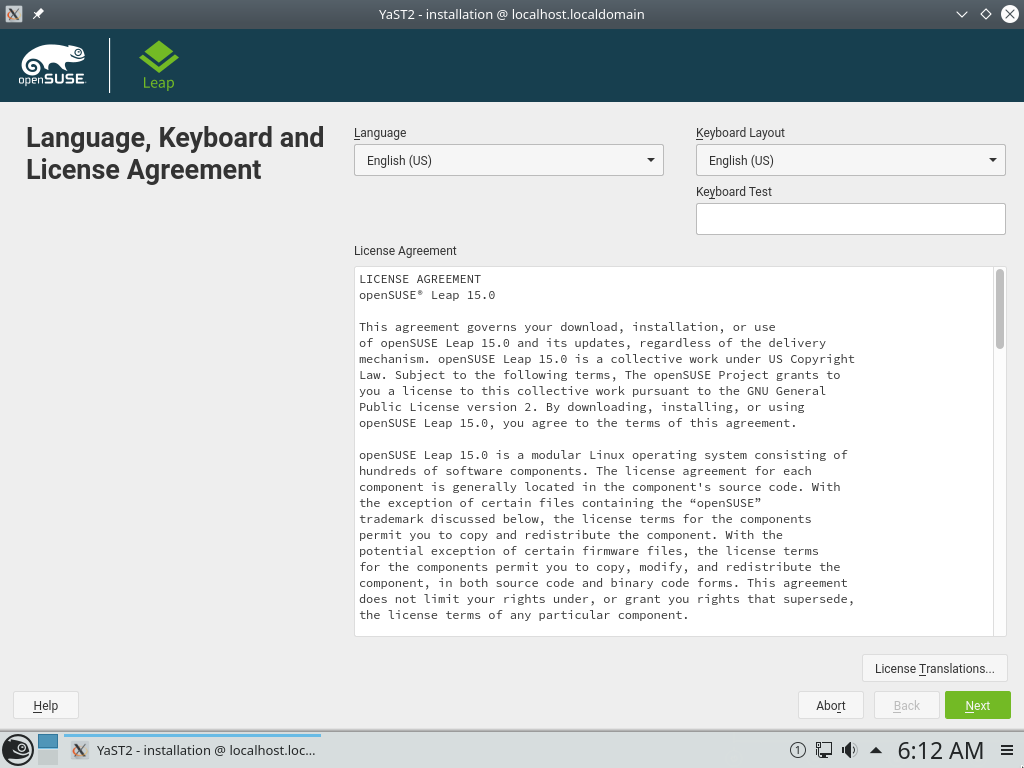 YaST2 - installation @ localhost.localdomain
openSUSE.
Leap
Language, Keyboard and
License Agreement
Language
English (US)
Keyboard Layout
English (US)
Keyboard Test
License Agreement
LICENSE AGREEMENT
openSUSE® Leap 15.0
This agreement governs your download, installation, or use
of openSUSE Leap 15.0 and its updates, regardless of the delivery
mechanism. openSUSE Leap 15.0 is a collective work under US Copyright
Law. Subject to the following terms, The openSUSE Project grants to
you a license to this collective work pursuant to the GNU General
Public License version 2. By downloading, installing, or using
openSUSE Leap 15.0, you agree to the terms of this agreement.
openSUSE Leap 15.0 is a modular Linux operating system consisting of
hundreds of software components. The license agreement for each
component is generally located in the component's source code. With
the exception of certain files containing the “openSUSE”
trademark discussed below, the license terms for the components
permit you to copy and redistribute the component. With the
potential exception of certain firmware files, the license terms
for the components permit you to copy, modify, and redistribute the
component, in both source code and binary code forms. This agreement
does not limit your rights under, or grant you rights that supersede,
the license terms of any particular component.
License Translations...
Help
Abort
Back
Next
YaST2 - installation @ localhost.loc...
1
6:12 AM